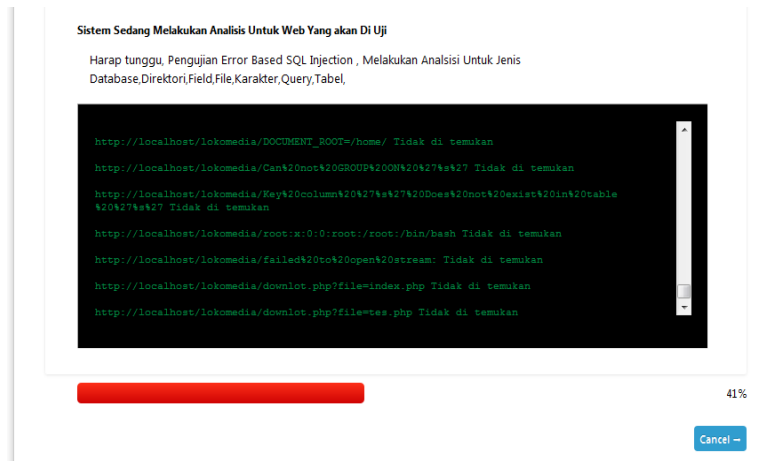 Sistem Sedang Melakukan Analisis Untuk Web Yang akan Di Uji
Harap tunggu, Pengujian Error Based SQL Injection , Melakukan Analsisi Untuk Jenis
Database,Direktori,Field,File,Karakter,Query,Tabel,
http://localhost/lokomedia/DOCUMENT_ROOT=/home/ Tidak di temukan
http://localhost/lokomedia/Can%20not%20GROUP%20ON%20%27%s%27 Tidak di temukan
http://localhost/lokomedia/Key%20column%20%27%s%27%20Does%20not%20exist%20in%20table
%20%27%s%27 Tidak di temukan
http://localhost/lokomedia/root:x:0:0:root:/root:/bin/bash Tidak di temukan
http://localhost/lokomedia/failed%20to%20open%20stream: Tidak di temukan
http://localhost/lokomedia/downlot.php?file=index.php Tidak di temukan
http://localhost/lokomedia/downlot.php?file=tes.php Tidak di temukan
41%
Cancel →